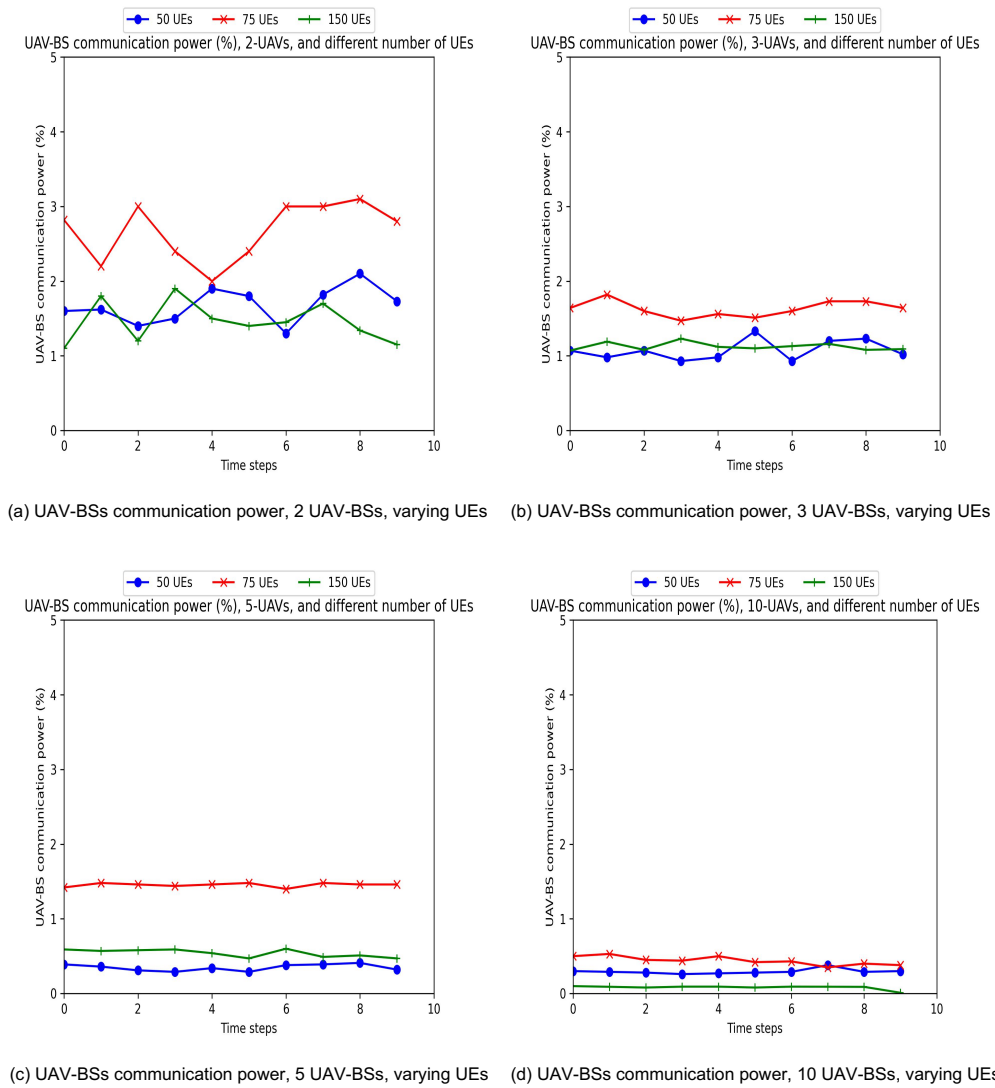 50 UEs 75 UEs 150 UEs
UAV-BS communication power (%), 2-UAVs, and different number of UEs
5
4
3
2
1
0
UAV-BS communication power (%)
0 2 4 6 8 10
Time steps
(a) UAV-BSs communication power, 2 UAV-BSs, varying UEs
50 UEs 75 UEs 150 UEs
UAV-BS communication power (%), 3-UAVs, and different number of UEs
5
4
3
2
1
0
UAV-BS communication power (%)
0 2 4 6 8 10
Time steps
(b) UAV-BSs communication power, 3 UAV-BSs, varying UEs
50 UEs 75 UEs 150 UEs
UAV-BS communication power (%), 5-UAVs, and different number of UEs
5
4
3
2
1
0
UAV-BS communication power (%)
0 2 4 6 8 10
Time steps
(c) UAV-BSs communication power, 5 UAV-BSs, varying UEs
50 UEs 75 UEs 150 UEs
UAV-BS communication power (%), 10-UAVs, and different number of UEs
5
4
3
2
1
0
UAV-BS communication power (%)
0 2 4 6 8 10
Time steps
(d) UAV-BSs communication power, 10 UAV-BSs, varying UEs